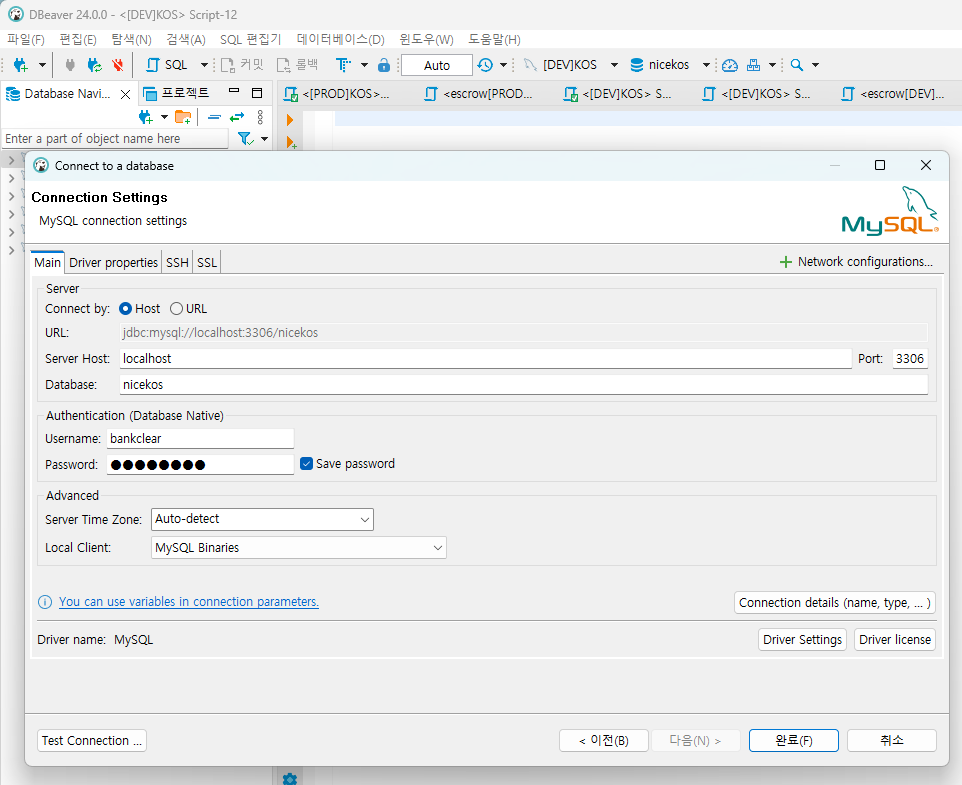 DBeaver 24.0.0 - <[DEV]KOS> Script-12
파일(F) 편집(E) 탐색(N) 검색(A) SQL 편집기 데이터베이스(D) 윈도우(W) 도움말(H)
SQL 커밋 롤백 Auto [DEV]KOS nicekos
Database Navi... 프로젝트 <[PROD]KOS>... <escrow[PROD... <[DEV]KOS> S... <[DEV]KOS> S... <escrow[DEV]...
Enter a part of object name here
Connect to a database
Connection Settings
MySQL connection settings
MySQL
Main Driver properties SSH SSL Network configurations...
Server
Connect by: Host URL
URL: jdbc:mysql://localhost:3306/nicekos
Server Host: localhost Port: 3306
Database: nicekos
Authentication (Database Native)
Username: bankclear
Password: ●●●●●●●● Save password
Advanced
Server Time Zone: Auto-detect
Local Client: MySQL Binaries
You can use variables in connection parameters. Connection details (name, type, ... )
Driver name: MySQL Driver Settings Driver license
Test Connection ... < 이전(B) 다음(N) > 완료(F) 취소